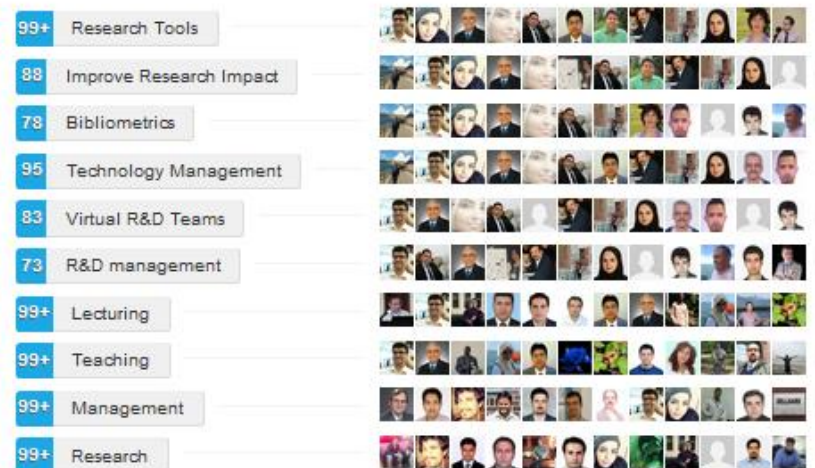 99+ Research Tools
88 Improve Research Impact
78 Bibliometrics
95 Technology Management
83 Virtual R&D Teams
73 R&D management
99+ Lecturing
99+ Teaching
99+ Management
99+ Research